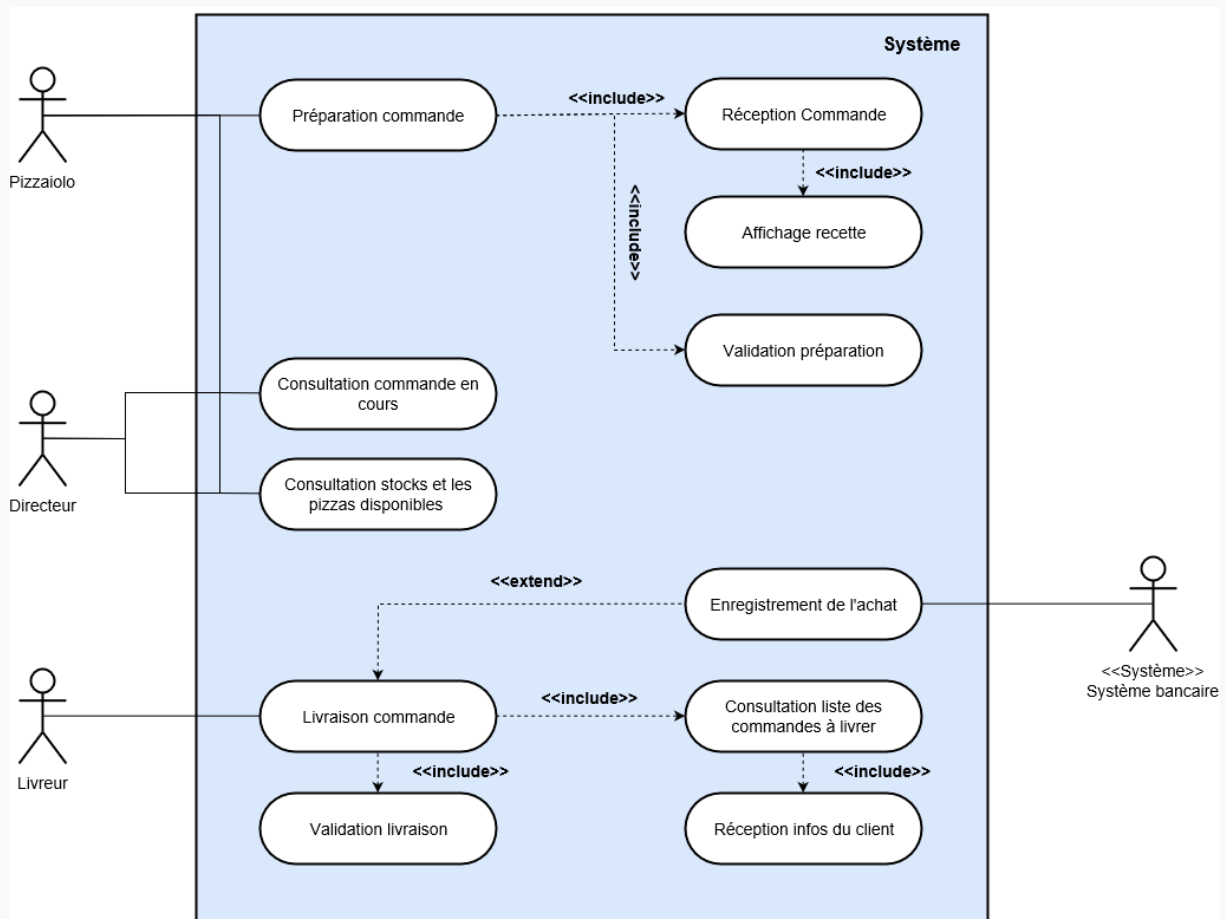 Système
Pizzaiolo
Préparation commande
<<include>>
Réception Commande
<<include>>
Affichage recette
<<include>>
Validation préparation
Directeur
Consultation commande en
cours
Consultation stocks et les
pizzas disponibles
<<extend>>
Enregistrement de l'achat
<<Système>>
Système bancaire
Livreur
Livraison commande
<<include>>
Consultation liste des
commandes à livrer
<<include>>
Validation livraison
<<include>>
Réception infos du client